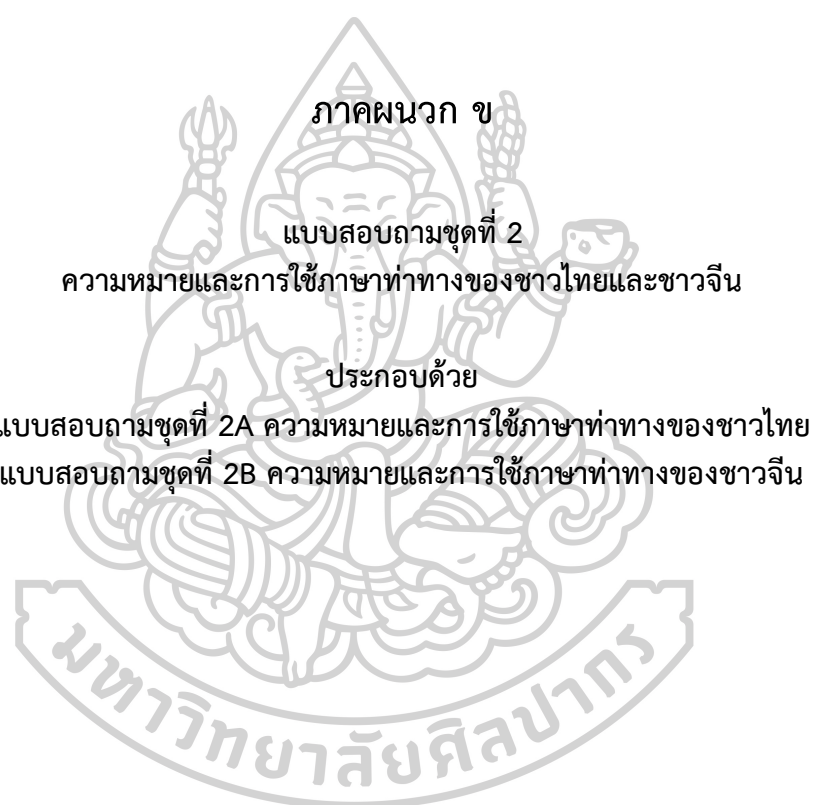 ภาคผนวก ข
แบบสอบถามชุดที่ 2
ความหมายและการใช้ภาษาท่าทางของชาวไทยและชาวจีน
ประกอบด้วย
แบบสอบถามชุดที่ 2A ความหมายและการใช้ภาษาท่าทางของชาวไทย
แบบสอบถามชุดที่ 2B ความหมายและการใช้ภาษาท่าทางของชาวจีน
มหาวิทยาลัยศิลปากร